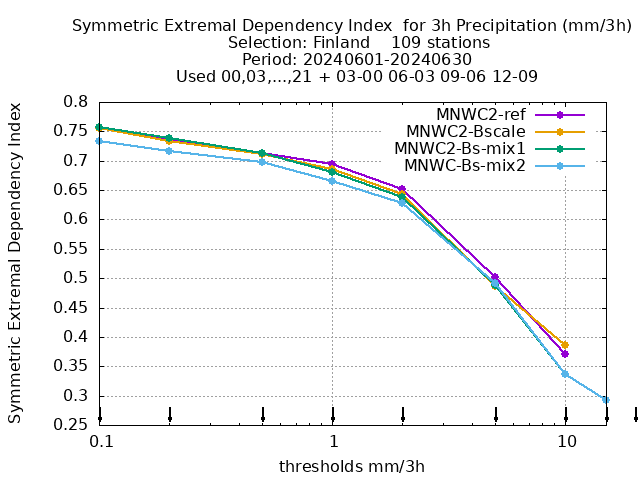 Symmetric Extremal Dependency Index  for 3h Precipitation (mm/3h)
Selection: Finland    109 stations
Period: 20240601-20240630
Used 00,03,...,21 + 03-00 06-03 09-06 12-09
Symmetric Extremal Dependency Index
0.8
0.75
0.7
0.65
0.6
0.55
0.5
0.45
0.4
0.35
0.3
0.25
MNWC2-ref
MNWC2-Bscale
MNWC2-Bs-mix1
MNWC-Bs-mix2
0.1
1
10
thresholds mm/3h